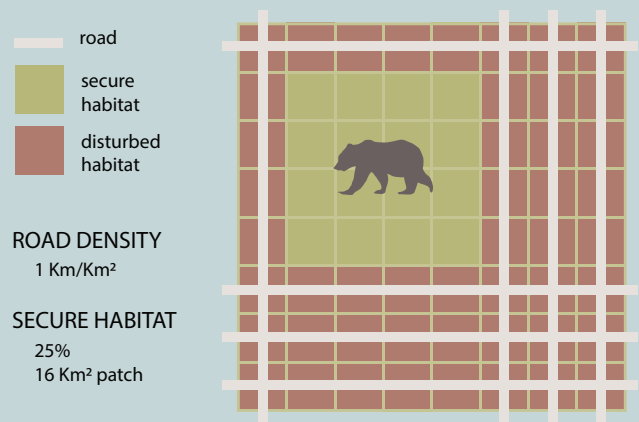 road
secure
habitat
disturbed
habitat
ROAD DENSITY
1 Km/Km²
SECURE HABITAT
25%
16 Km² patch